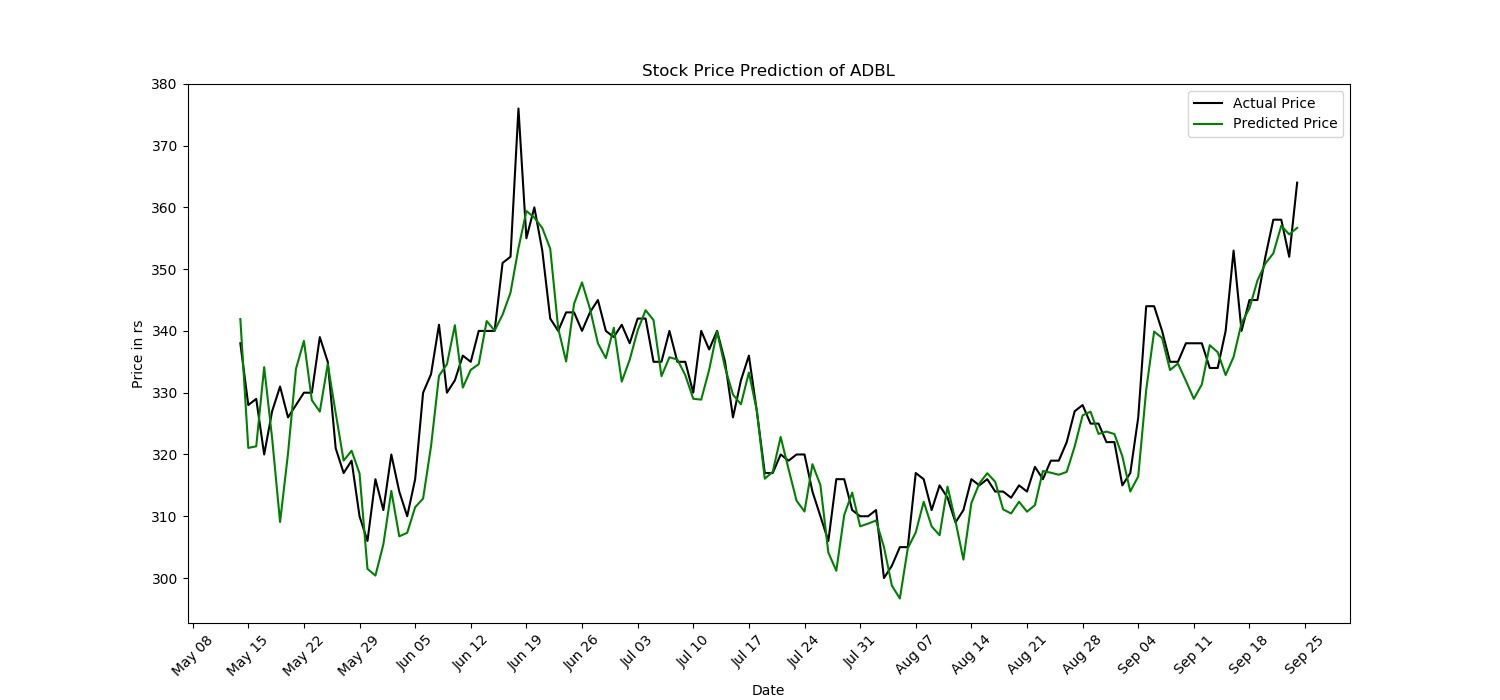 Stock Price Prediction of ADBL
Actual Price
Predicted Price
Price in rs
380
370
360
350
340
330
320
310
300
May 08
May 15
May 22
May 29
Jun 05
Jun 12
Jun 19
Jun 26
Jul 03
Jul 10
Jul 17
Jul 24
Jul 31
Aug 07
Aug 14
Aug 21
Aug 28
Sep 04
Sep 11
Sep 18
Sep 25
Date